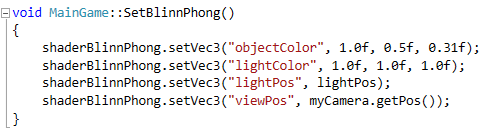 void MainGame::SetBlinnPhong()
{
    shaderBlinnPhong.setVec3("objectColor", 1.0f, 0.5f, 0.31f);
    shaderBlinnPhong.setVec3("lightColor", 1.0f, 1.0f, 1.0f);
    shaderBlinnPhong.setVec3("lightPos", lightPos);
    shaderBlinnPhong.setVec3("viewPos", myCamera.getPos());
}